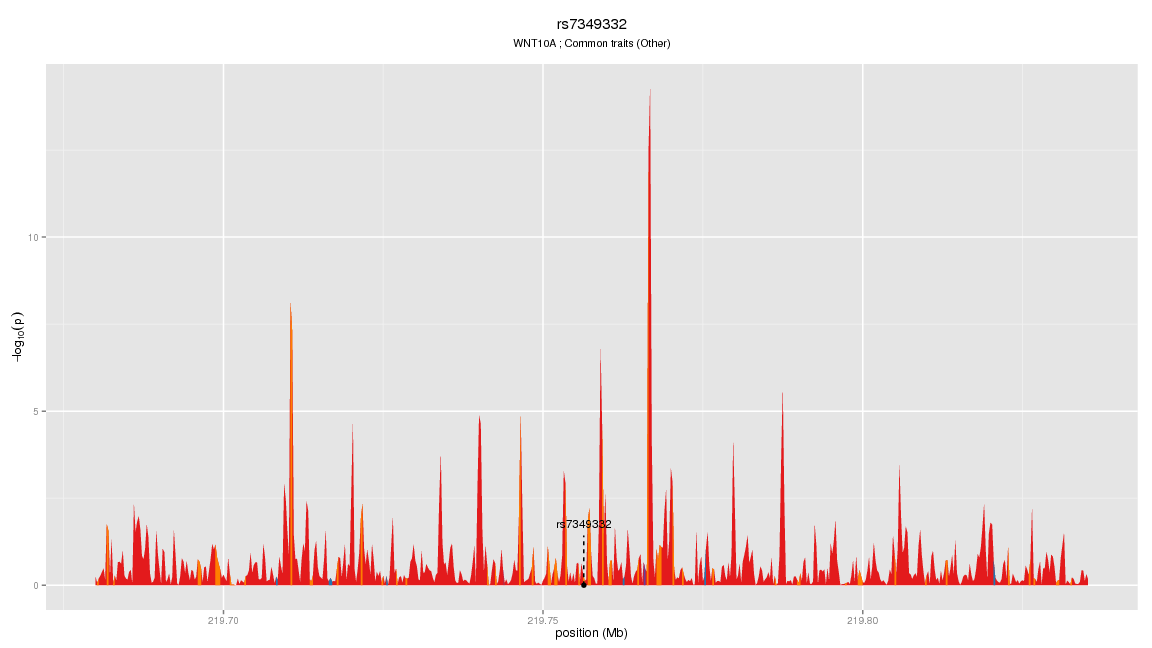 rs7349332
WNT10A ; Common traits (Other)
−log10(p)
10
5
0
rs7349332
219.70
219.75
219.80
position (Mb)